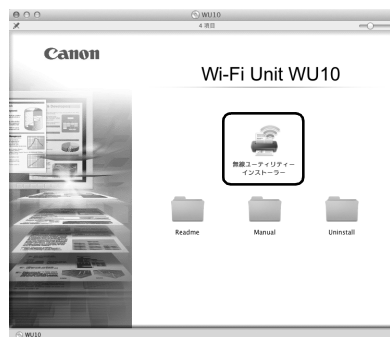 WU10
4 項目
Canon
Wi-Fi Unit WU10
無線ユーティリティー
インストーラー
Readme
Manual
Uninstall
WU10